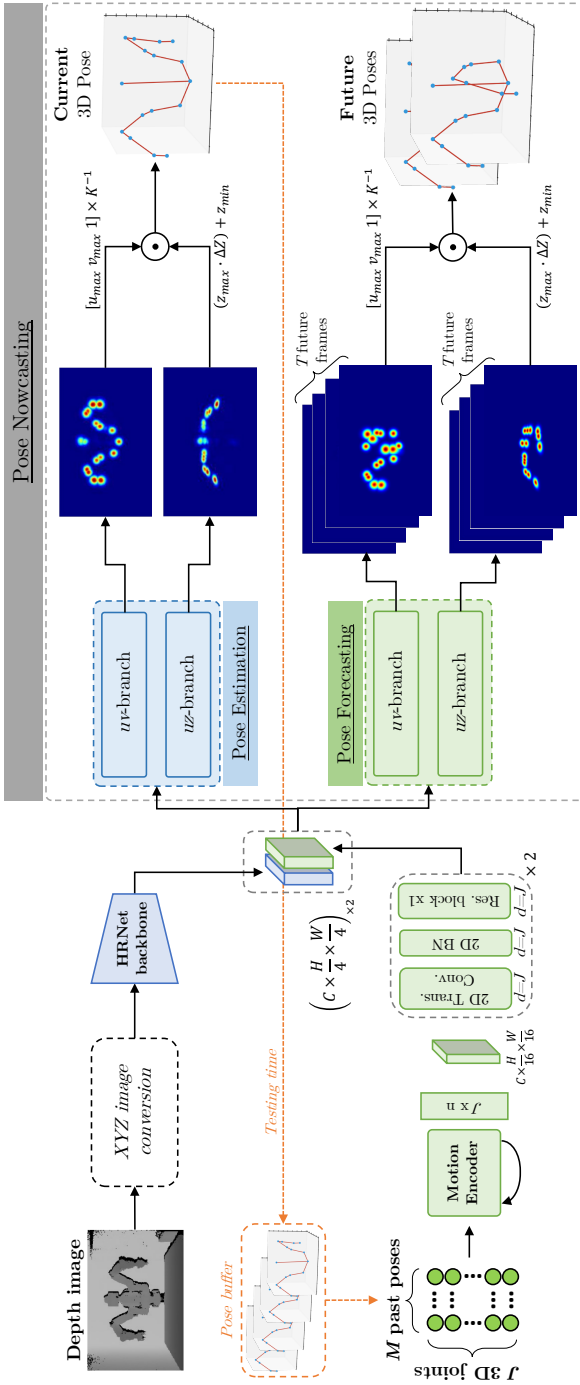 Pose Nowcasting
Depth image
XYZ image
conversion
HRNet
backbone
uv-branch
uz-branch
Pose Estimation
[u_max v_max 1] × K⁻¹
(z_max · ΔZ) + z_min
Current
3D Pose
Pose buffer
Testing time
(C × H/4 × W/4)×2
Pose Forecasting
uv-branch
uz-branch
T future
frames
T future
frames
[u_max v_max 1] × K⁻¹
(z_max · ΔZ) + z_min
Future
3D Poses
M past poses
J 3D joints
Motion
Encoder
J x n
C × H/16 × W/16
2D Trans.
Conv.
d=J
2D BN
d=J
Res. block x1
d=J
× 2